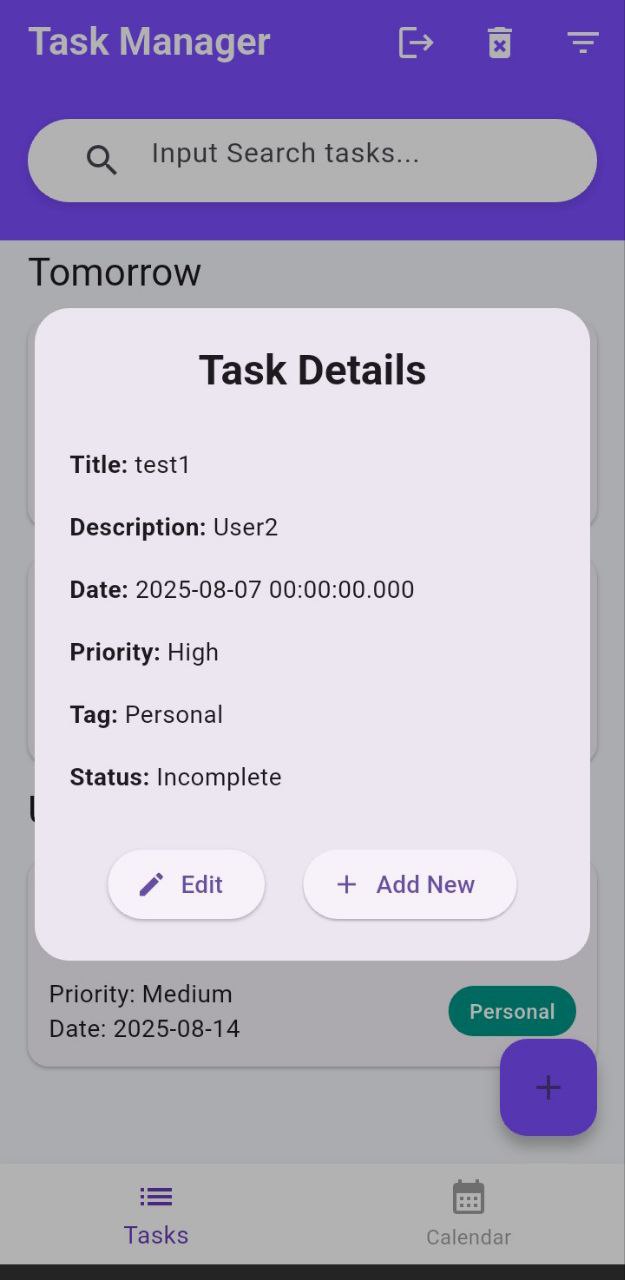 Task Manager
Input Search tasks...
Tomorrow
Task Details
Title: test1
Description: User2
Date: 2025-08-07 00:00:00.000
Priority: High
Tag: Personal
Status: Incomplete
Edit
Add New
Priority: Medium
Date: 2025-08-14
Personal
Tasks
Calendar